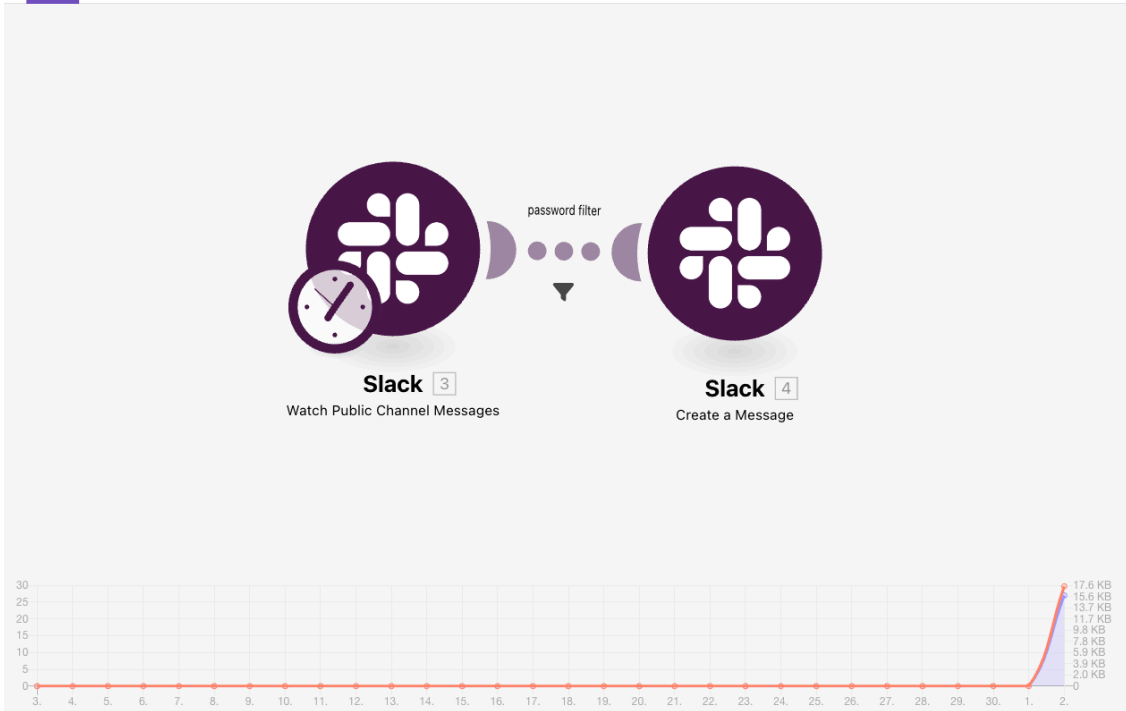 password filter
Slack 3
Watch Public Channel Messages
Slack 4
Create a Message
30
25
20
15
10
5
0
17.6 KB
15.6 KB
13.7 KB
11.7 KB
9.8 KB
7.8 KB
5.9 KB
3.9 KB
2.0 KB
0
3. 4. 5. 6. 7. 8. 9. 10. 11. 12. 13. 14. 15. 16. 17. 18. 19. 20. 21. 22. 23. 24. 25. 26. 27. 28. 29. 30. 1. 2.